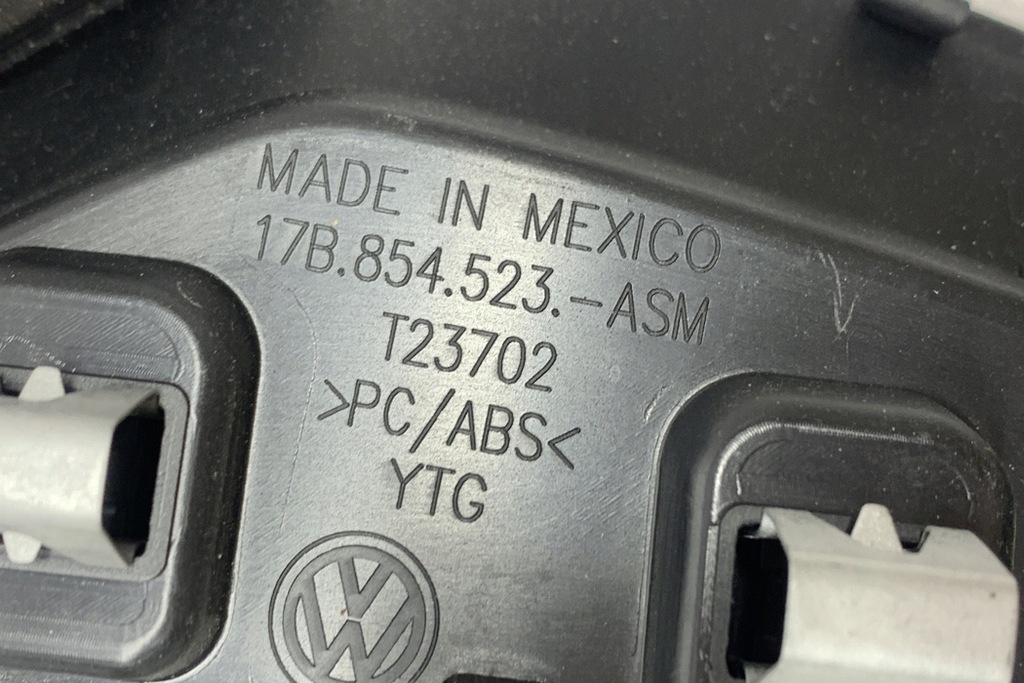 MADE IN MEXICO
17B.854.523.-ASM
T23702
>PC/ABS<
YTG